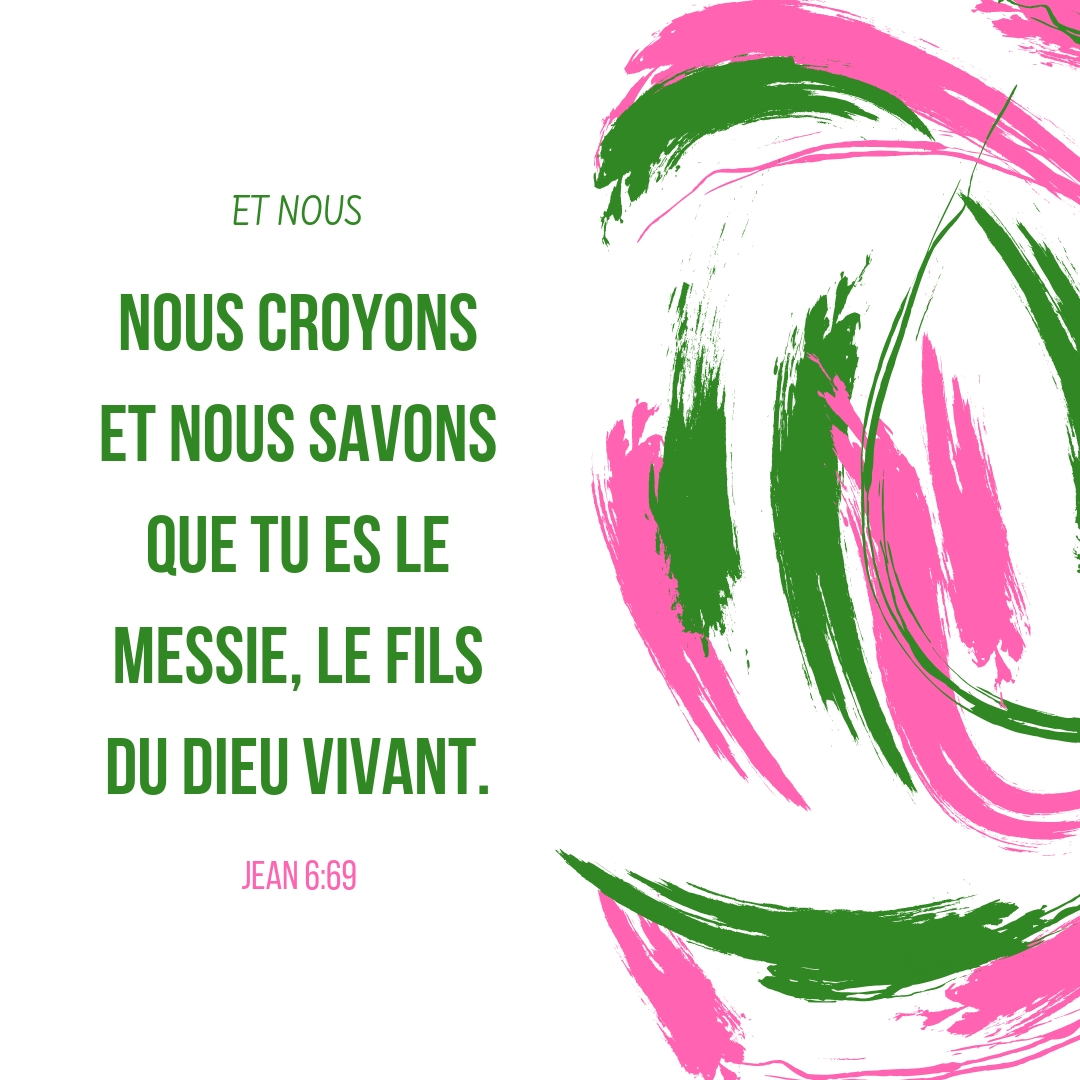 ET NOUS
NOUS CROYONS
ET NOUS SAVONS
QUE TU ES LE
MESSIE, LE FILS
DU DIEU VIVANT.
JEAN 6:69